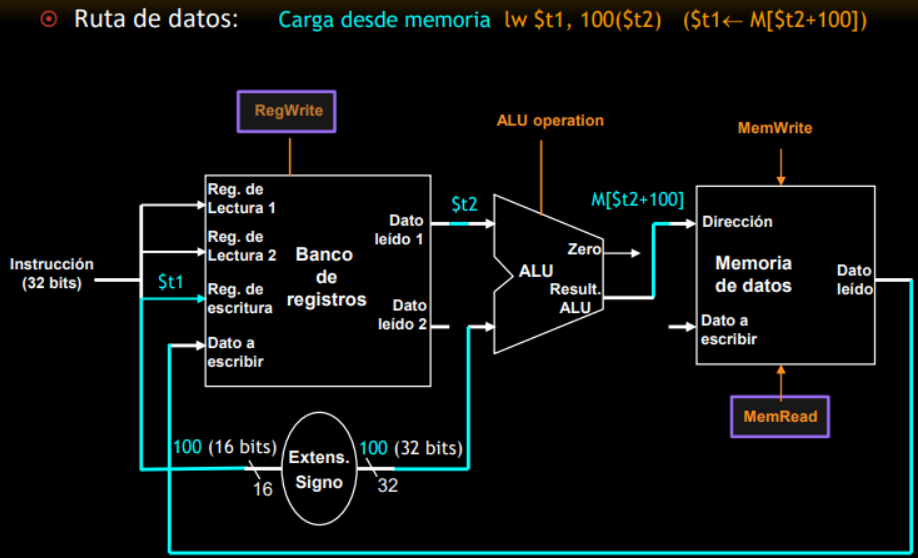 Ruta de datos: Carga desde memoria lw $t1, 100($t2) ($t1← M[$t2+100])
RegWrite
ALU operation
MemWrite
Instrucción
(32 bits)
$t1
Reg. de
Lectura 1
Reg. de
Lectura 2
Reg. de
escritura
Dato a
escribir
Banco
de
registros
Dato
leído 1
Dato
leído 2
$t2
ALU
Zero
Result.
ALU
M[$t2+100]
Dirección
Memoria
de datos
Dato
leído
Dato a
escribir
MemRead
100 (16 bits)
16
Extens.
Signo
100 (32 bits)
32